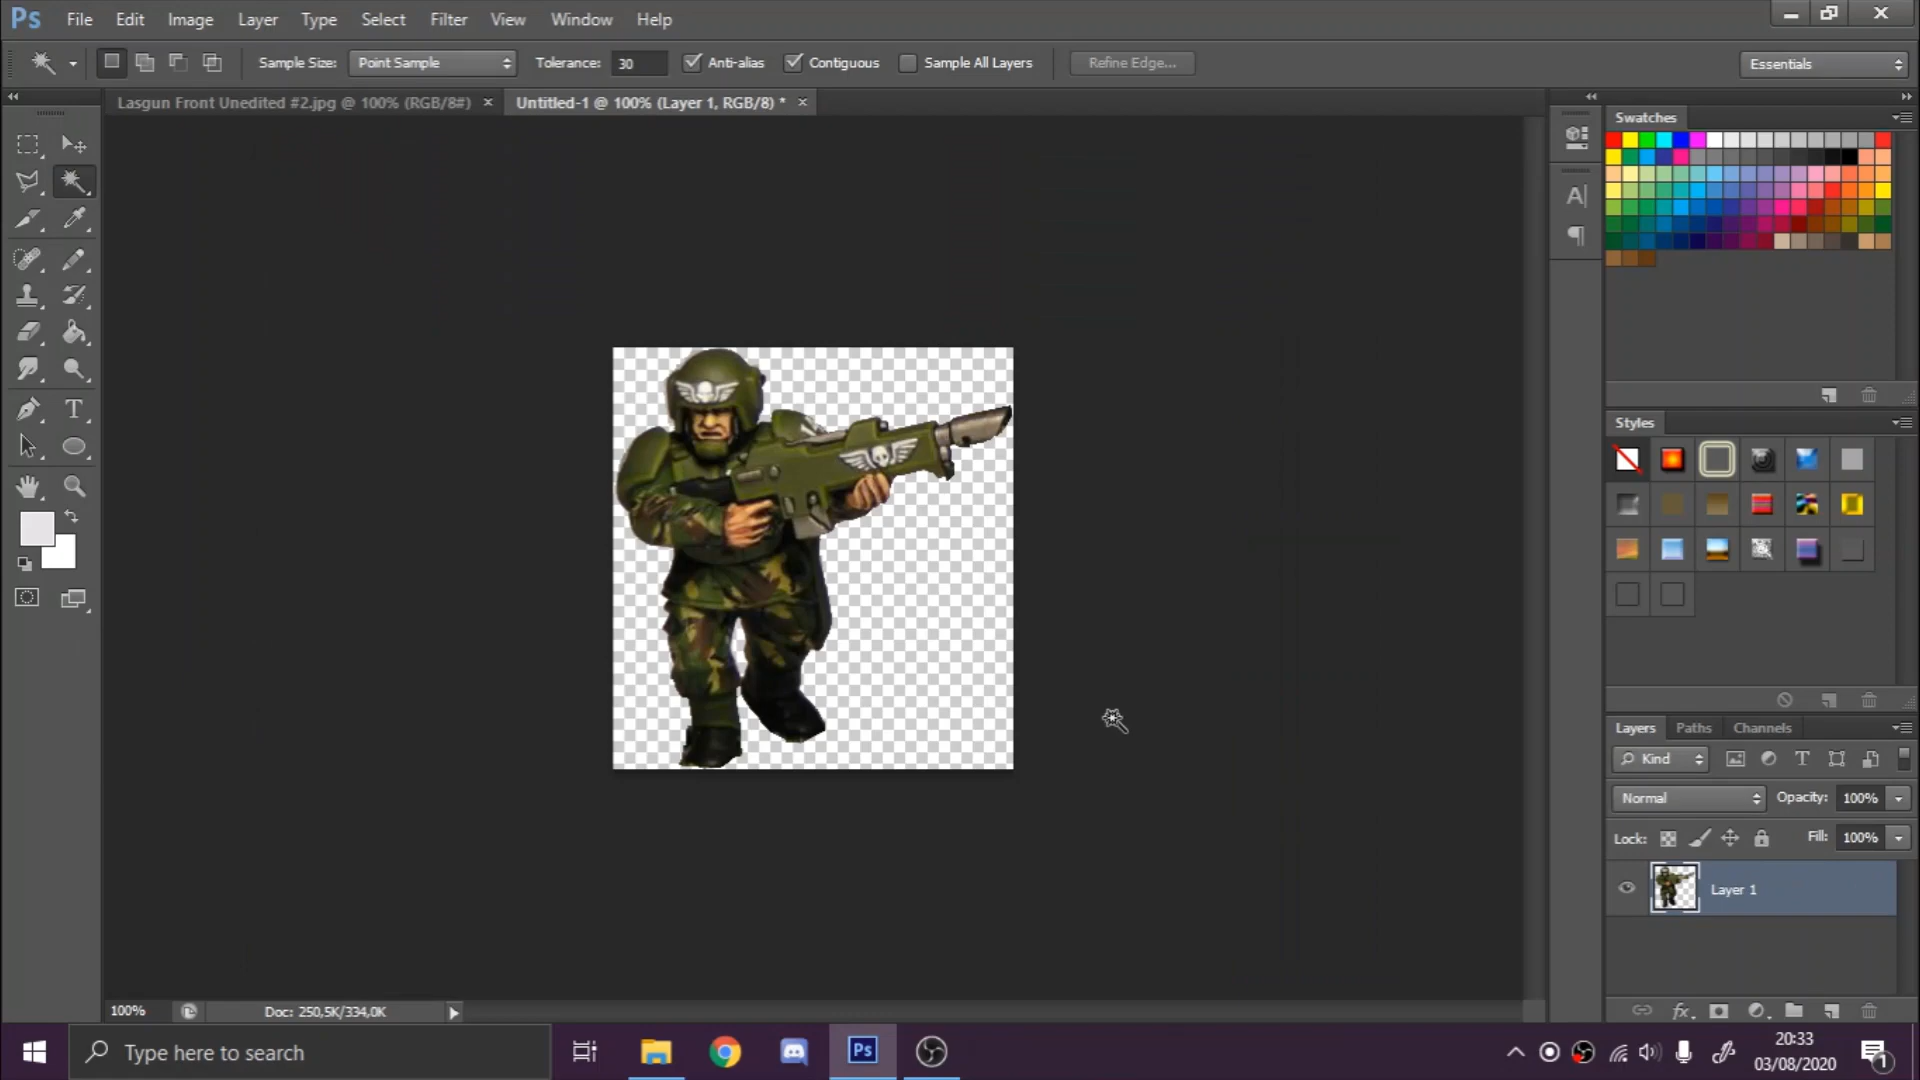 Ps File Edit Image Layer Type Select Filter View Window Help
Sample Size: Point Sample Tolerance: 30 Anti-alias Contiguous Sample All Layers Refine Edge... Essentials
Lasgun Front Unedited #2.jpg @ 100% (RGB/8#) × Untitled-1 @ 100% (Layer 1, RGB/8) * ×
Swatches
Styles
Layers Paths Channels
Kind
Normal Opacity: 100%
Lock: Fill: 100%
Layer 1
100% Doc: 250,5K/334,0K
Type here to search
Ps
20:33
03/08/2020
1